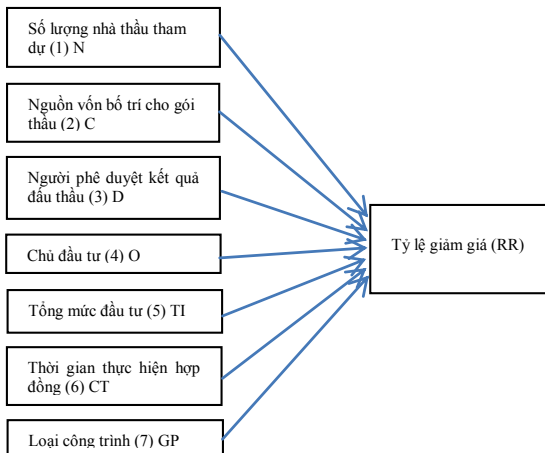 Số lượng nhà thầu tham
dự (1) N
Nguồn vốn bố trí cho gói
thầu (2) C
Người phê duyệt kết quả
đấu thầu (3) D
Chủ đầu tư (4) O
Tổng mức đầu tư (5) TI
Thời gian thực hiện hợp
đồng (6) CT
Loại công trình (7) GP
Tỷ lệ giảm giá (RR)